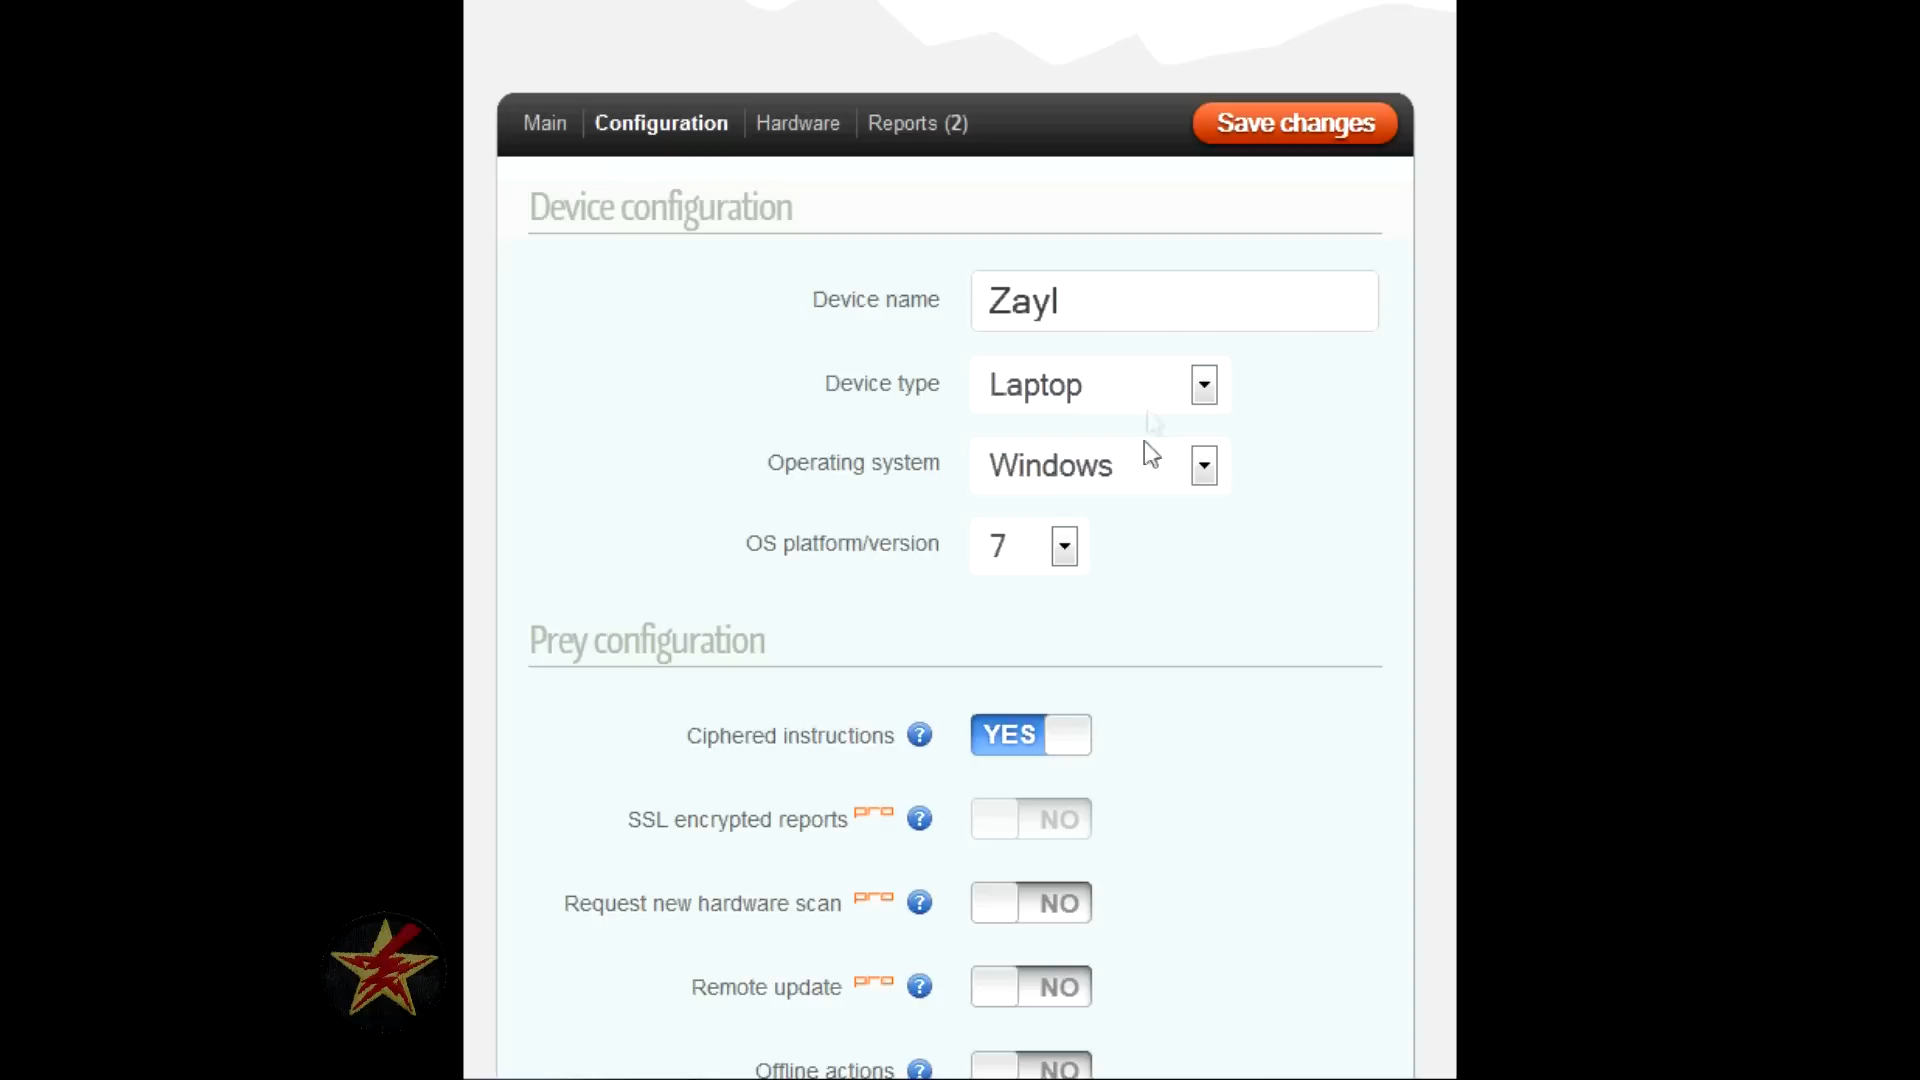 Main Configuration Hardware Reports (2) Save changes
Device configuration
Device name Zayl
Device type Laptop
Operating system Windows
OS platform/version 7
Prey configuration
Ciphered instructions ? YES
SSL encrypted reports pro ? NO
Request new hardware scan pro ? NO
Remote update pro ? NO
Offline actions ? NO